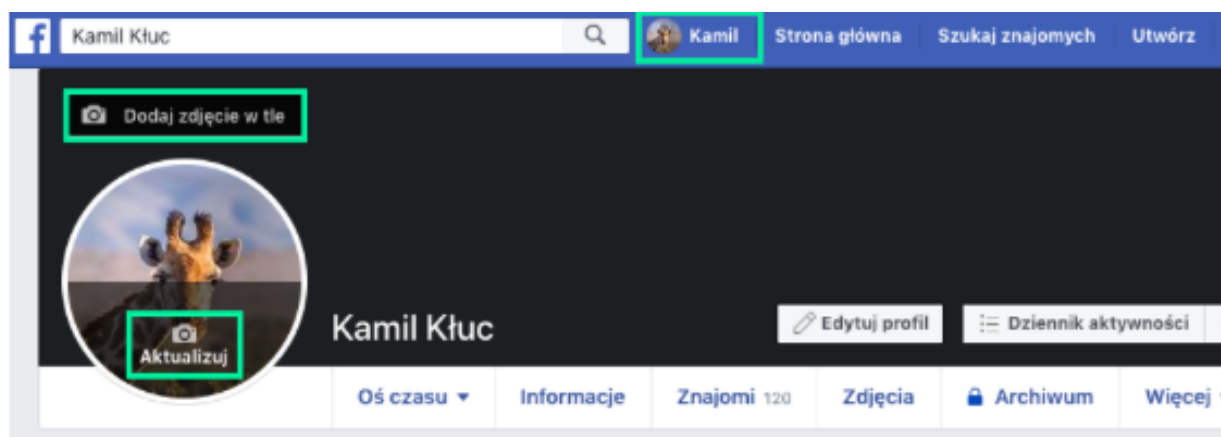 f Kamil Kłuc Kamil Strona główna Szukaj znajomych Utwórz
Dodaj zdjęcie w tle
Aktualizuj
Kamil Kłuc Edytuj profil Dziennik aktywności
Oś czasu Informacje Znajomi 120 Zdjęcia Archiwum Więcej